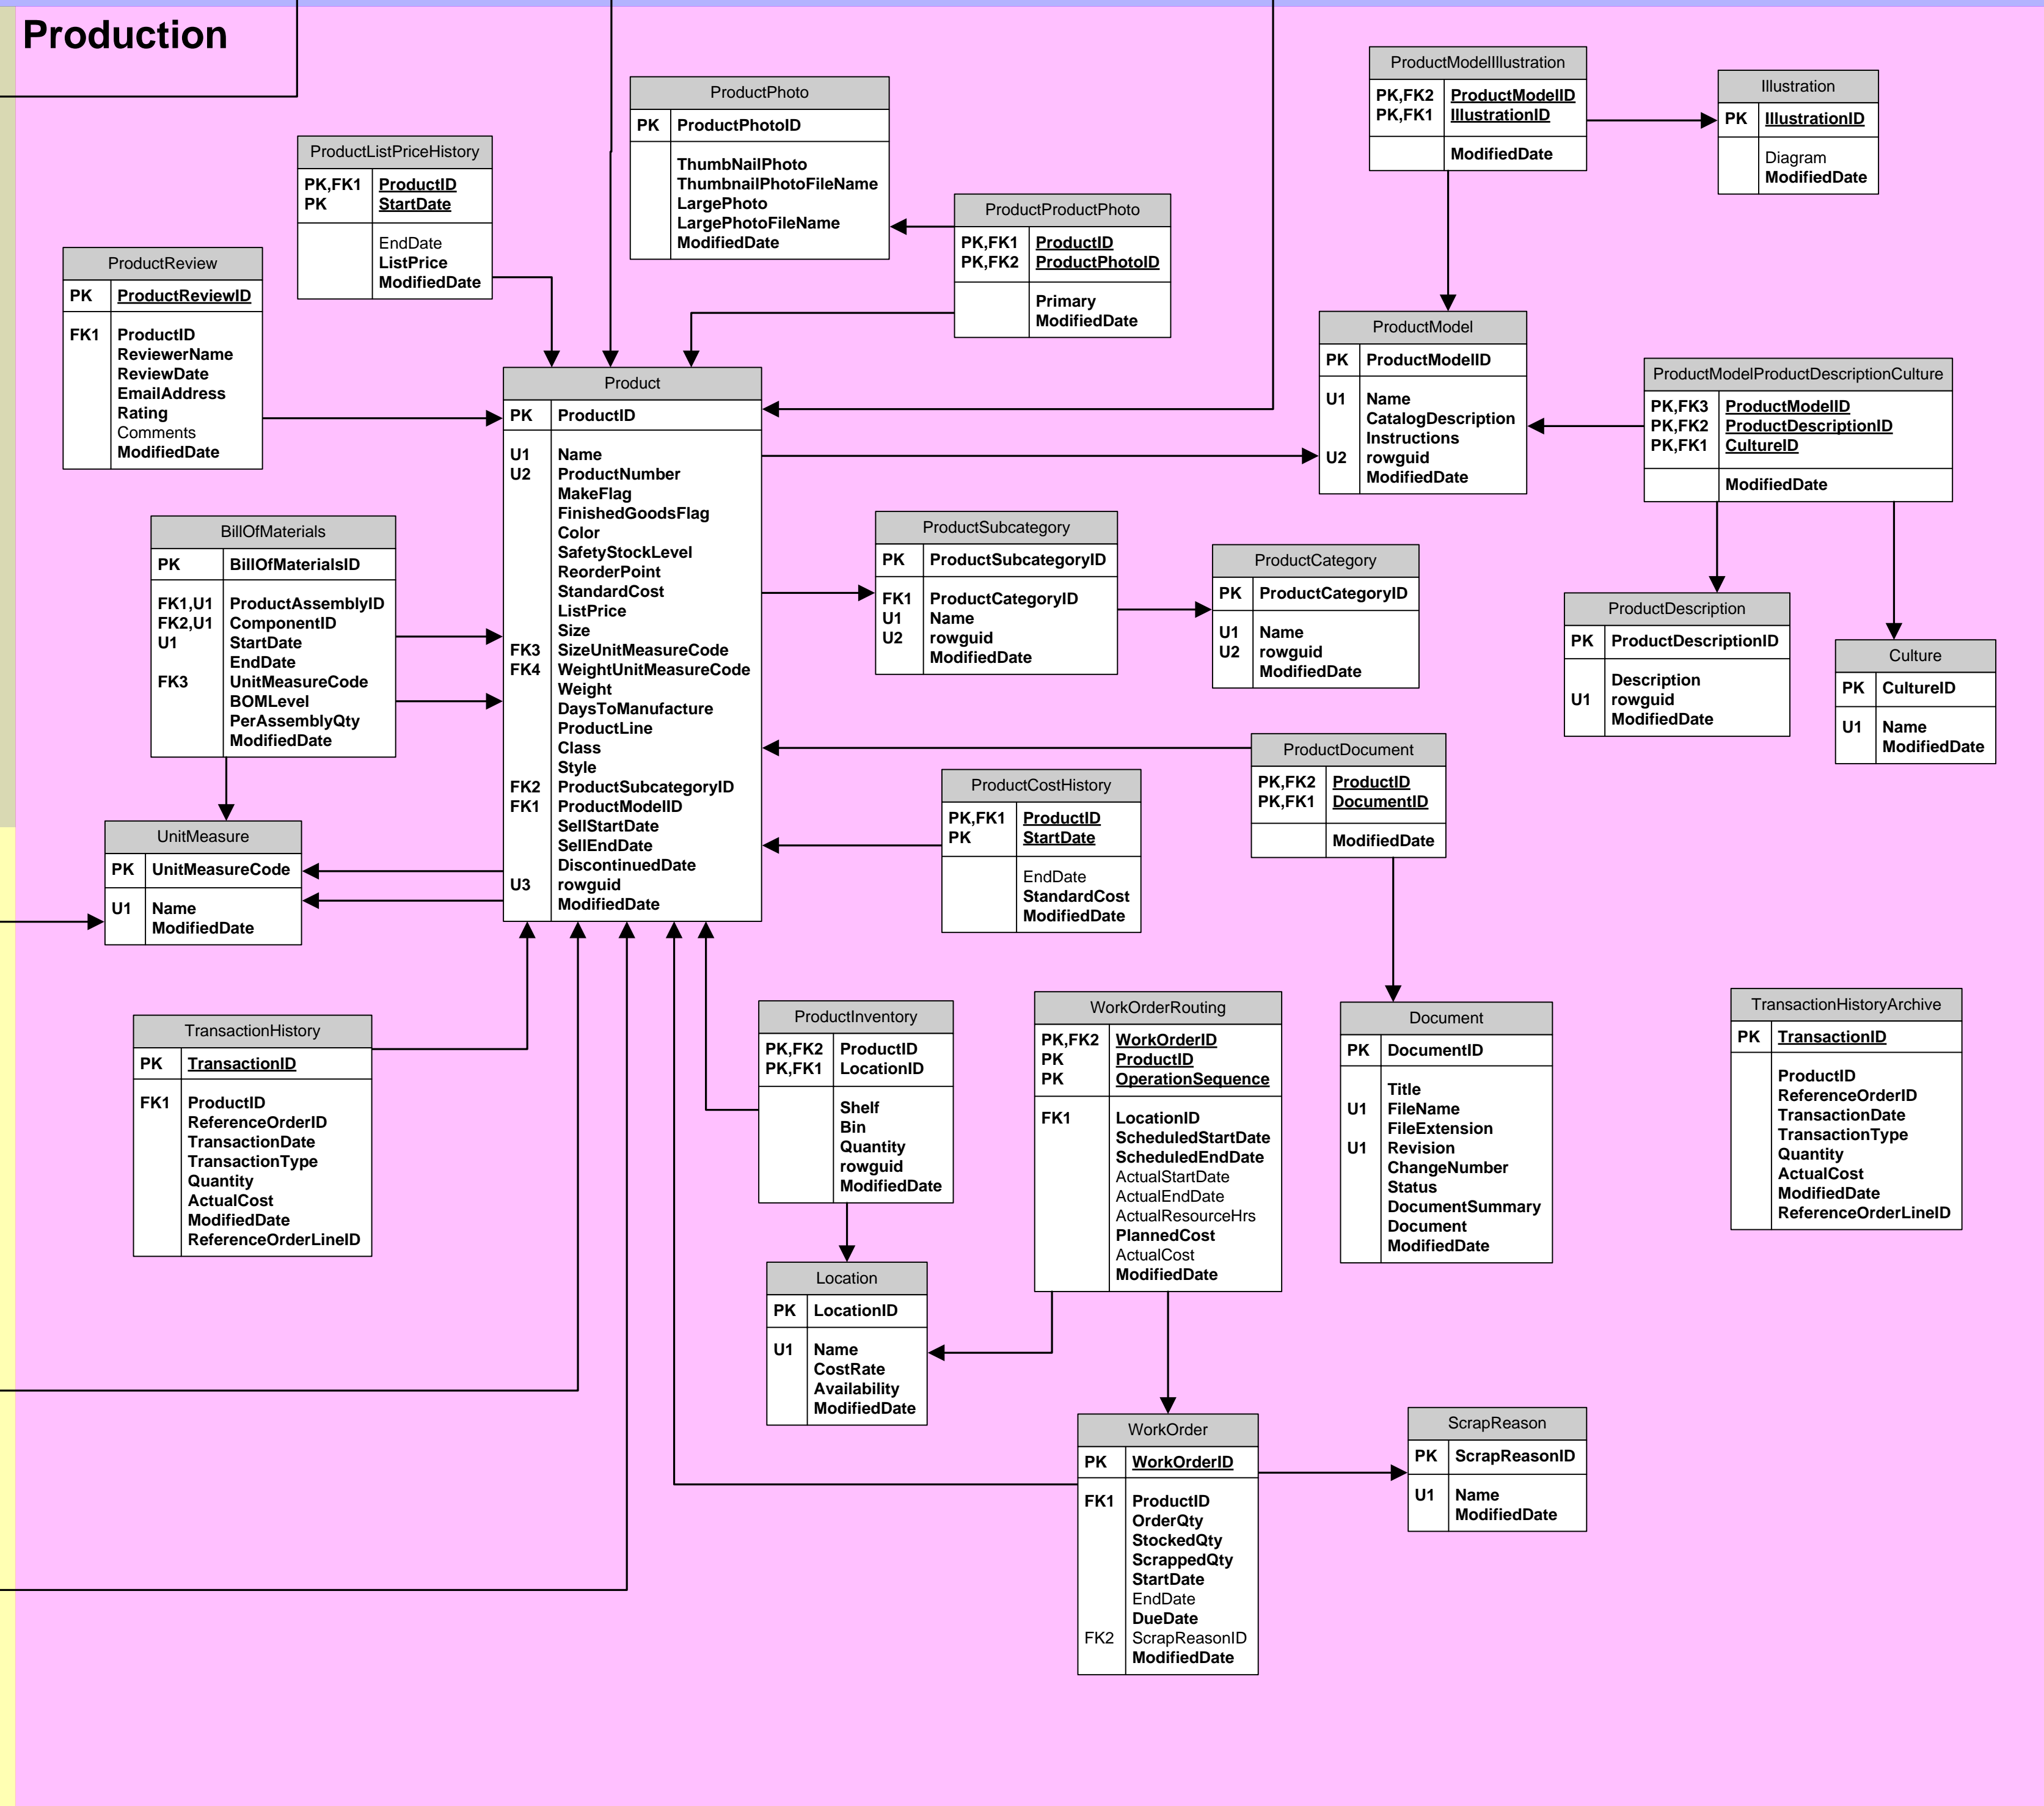 Production
ProductModelIllustration
PK,FK2 ProductModelID
PK,FK1 IllustrationID
ModifiedDate
Illustration
PK IllustrationID
Diagram
ModifiedDate
ProductPhoto
PK ProductPhotoID
ThumbNailPhoto
ThumbnailPhotoFileName
LargePhoto
LargePhotoFileName
ModifiedDate
ProductListPriceHistory
PK,FK1 ProductID
PK StartDate
EndDate
ListPrice
ModifiedDate
ProductProductPhoto
PK,FK1 ProductID
PK,FK2 ProductPhotoID
Primary
ModifiedDate
ProductReview
PK ProductReviewID
FK1 ProductID
ReviewerName
ReviewDate
EmailAddress
Rating
Comments
ModifiedDate
ProductModel
PK ProductModelID
U1 Name
CatalogDescription
Instructions
U2 rowguid
ModifiedDate
ProductModelProductDescriptionCulture
PK,FK3 ProductModelID
PK,FK2 ProductDescriptionID
PK,FK1 CultureID
ModifiedDate
Product
PK ProductID
U1 Name
U2 ProductNumber
MakeFlag
FinishedGoodsFlag
Color
SafetyStockLevel
ReorderPoint
StandardCost
ListPrice
Size
FK3 SizeUnitMeasureCode
FK4 WeightUnitMeasureCode
Weight
DaysToManufacture
ProductLine
Class
Style
FK2 ProductSubcategoryID
FK1 ProductModelID
SellStartDate
SellEndDate
DiscontinuedDate
U3 rowguid
ModifiedDate
BillOfMaterials
PK BillOfMaterialsID
FK1,U1 ProductAssemblyID
FK2,U1 ComponentID
U1 StartDate
EndDate
FK3 UnitMeasureCode
BOMLevel
PerAssemblyQty
ModifiedDate
ProductSubcategory
PK ProductSubcategoryID
FK1 ProductCategoryID
U1 Name
U2 rowguid
ModifiedDate
ProductCategory
PK ProductCategoryID
U1 Name
U2 rowguid
ModifiedDate
ProductDescription
PK ProductDescriptionID
Description
U1 rowguid
ModifiedDate
Culture
PK CultureID
U1 Name
ModifiedDate
ProductDocument
PK,FK2 ProductID
PK,FK1 DocumentID
ModifiedDate
ProductCostHistory
PK,FK1 ProductID
PK StartDate
EndDate
StandardCost
ModifiedDate
UnitMeasure
PK UnitMeasureCode
U1 Name
ModifiedDate
TransactionHistory
PK TransactionID
FK1 ProductID
ReferenceOrderID
TransactionDate
TransactionType
Quantity
ActualCost
ModifiedDate
ReferenceOrderLineID
ProductInventory
PK,FK2 ProductID
PK,FK1 LocationID
Shelf
Bin
Quantity
rowguid
ModifiedDate
WorkOrderRouting
PK,FK2 WorkOrderID
PK ProductID
PK OperationSequence
FK1 LocationID
ScheduledStartDate
ScheduledEndDate
ActualStartDate
ActualEndDate
ActualResourceHrs
PlannedCost
ActualCost
ModifiedDate
Document
PK DocumentID
Title
U1 FileName
FileExtension
U1 Revision
ChangeNumber
Status
DocumentSummary
Document
ModifiedDate
TransactionHistoryArchive
PK TransactionID
ProductID
ReferenceOrderID
TransactionDate
TransactionType
Quantity
ActualCost
ModifiedDate
ReferenceOrderLineID
Location
PK LocationID
U1 Name
CostRate
Availability
ModifiedDate
WorkOrder
PK WorkOrderID
FK1 ProductID
OrderQty
StockedQty
ScrappedQty
StartDate
EndDate
DueDate
FK2 ScrapReasonID
ModifiedDate
ScrapReason
PK ScrapReasonID
U1 Name
ModifiedDate